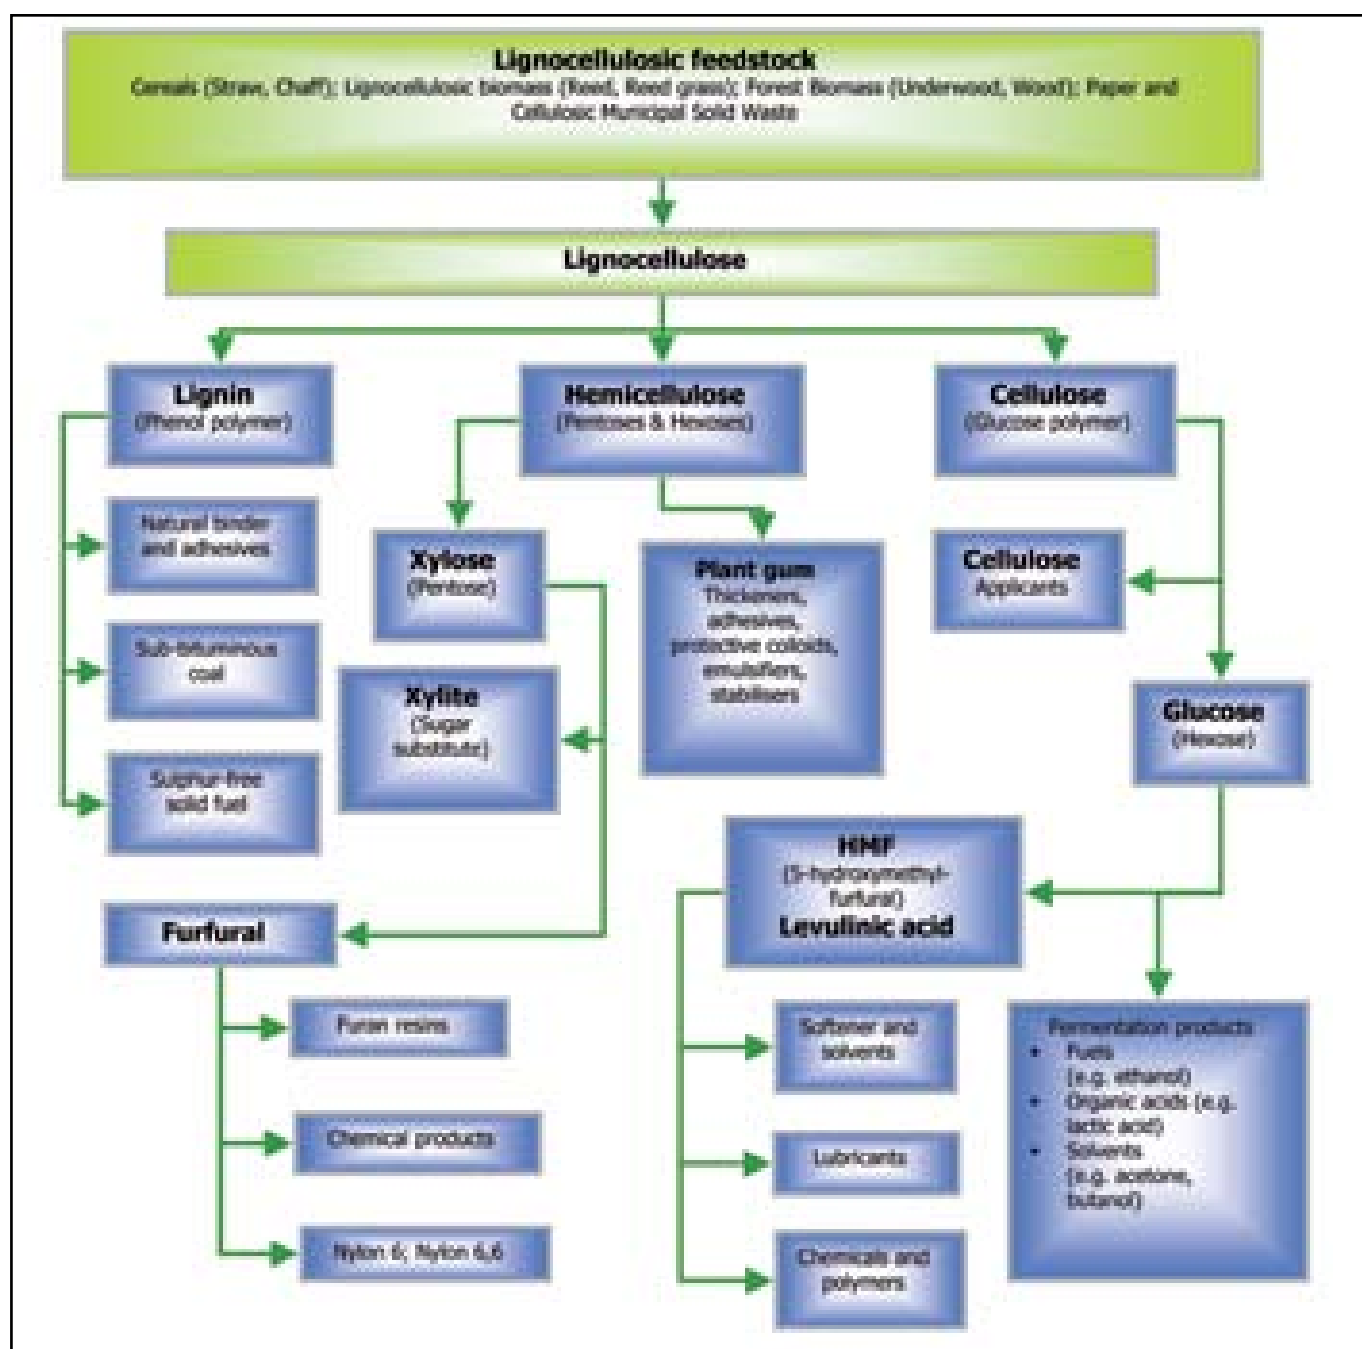 Lignocellulosic feedstock
Cereals (Straw, Chaff); Lignocellulosic biomass (Reed, Reed grass); Forest Biomass (Underwood, Wood); Paper and
Cellulosic Municipal Solid Waste
Lignocellulose
Lignin
(Phenol polymer)
Hemicellulose
(Pentoses & Hexoses)
Cellulose
(Glucose polymer)
Natural binder
and adhesives
Sub-bituminous
coal
Sulphur-free
solid fuel
Xylose
(Pentose)
Xylite
(Sugar
substitute)
Plant gum
Thickeners,
adhesives,
protective colloids,
emulsifiers,
stabilisers
Cellulose
Applicants
Glucose
(Hexose)
HMF
(5-hydroxymethyl-
furfural)
Levulinic acid
Furfural
Furan resins
Chemical products
Nylon 6; Nylon 6,6
Softener and
solvents
Lubricants
Chemicals and
polymers
Fermentation products
• Fuels
(e.g. ethanol)
• Organic acids (e.g.
lactic acid)
• Solvents
(e.g. acetone,
butanol)